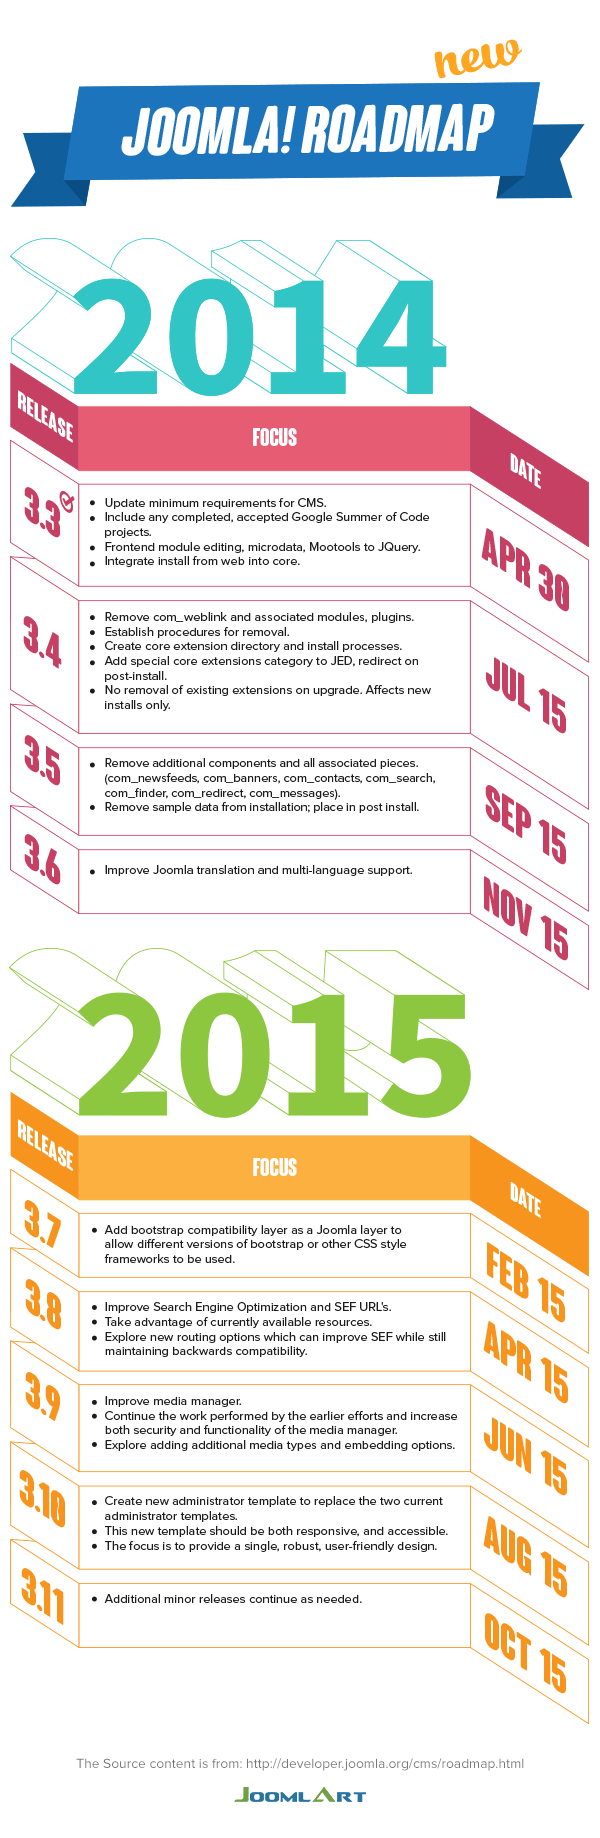 new
JOOMLA! ROADMAP
2014
RELEASE
FOCUS
DATE
3.3
Update minimum requirements for CMS.
Include any completed, accepted Google Summer of Code
projects.
Frontend module editing, microdata, Mootools to JQuery.
Integrate install from web into core.
APR 30
3.4
Remove com_weblink and associated modules, plugins.
Establish procedures for removal.
Create core extension directory and install processes.
Add special core extensions category to JED, redirect on
post-install.
No removal of existing extensions on upgrade. Affects new
installs only.
JUL 15
3.5
Remove additional components and all associated pieces.
(com_newsfeeds, com_banners, com_contacts, com_search,
com_finder, com_redirect, com_messages).
Remove sample data from installation; place in post install.
SEP 15
3.6
Improve Joomla translation and multi-language support.
NOV 15
2015
RELEASE
FOCUS
DATE
3.7
Add bootstrap compatibility layer as a Joomla layer to
allow different versions of bootstrap or other CSS style
frameworks to be used.
FEB 15
3.8
Improve Search Engine Optimization and SEF URL's.
Take advantage of currently available resources.
Explore new routing options which can improve SEF while still
maintaining backwards compatibility.
APR 15
3.9
Improve media manager.
Continue the work performed by the earlier efforts and increase
both security and functionality of the media manager.
Explore adding additional media types and embedding options.
JUN 15
3.10
Create new administrator template to replace the two current
administrator templates.
This new template should be both responsive, and accessible.
The focus is to provide a single, robust, user-friendly design.
AUG 15
3.11
Additional minor releases continue as needed.
OCT 15
The Source content is from: http://developer.joomla.org/cms/roadmap.html
JOOMLART